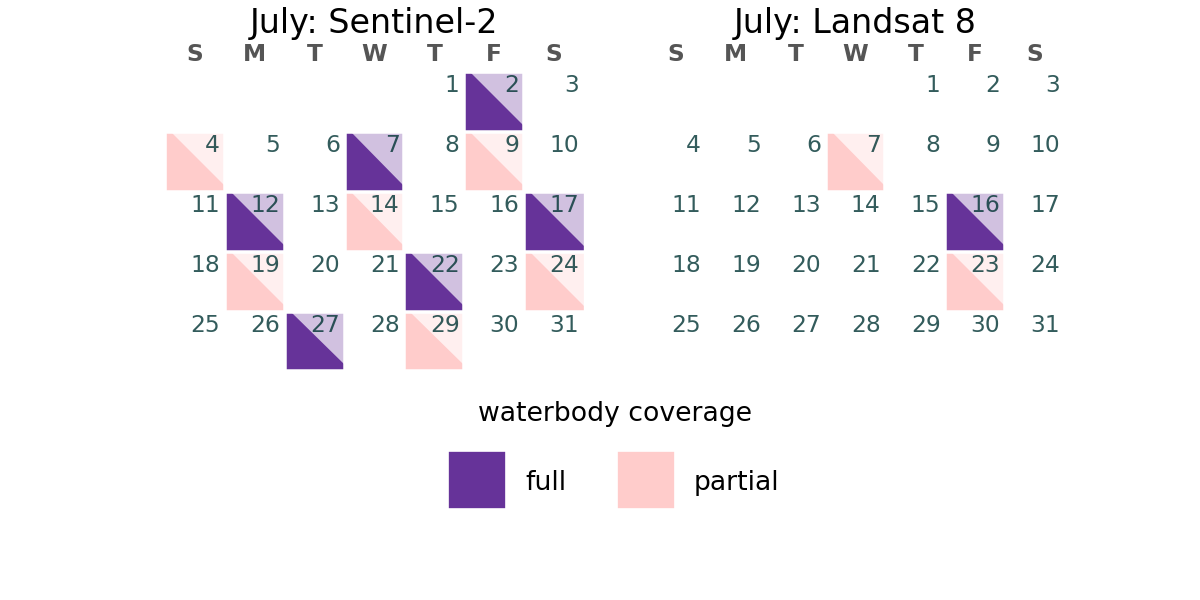 July: Sentinel-2
S M T W T F S
1 2 3
4 5 6 7 8 9 10
11 12 13 14 15 16 17
18 19 20 21 22 23 24
25 26 27 28 29 30 31
July: Landsat 8
S M T W T F S
1 2 3
4 5 6 7 8 9 10
11 12 13 14 15 16 17
18 19 20 21 22 23 24
25 26 27 28 29 30 31
waterbody coverage
full partial